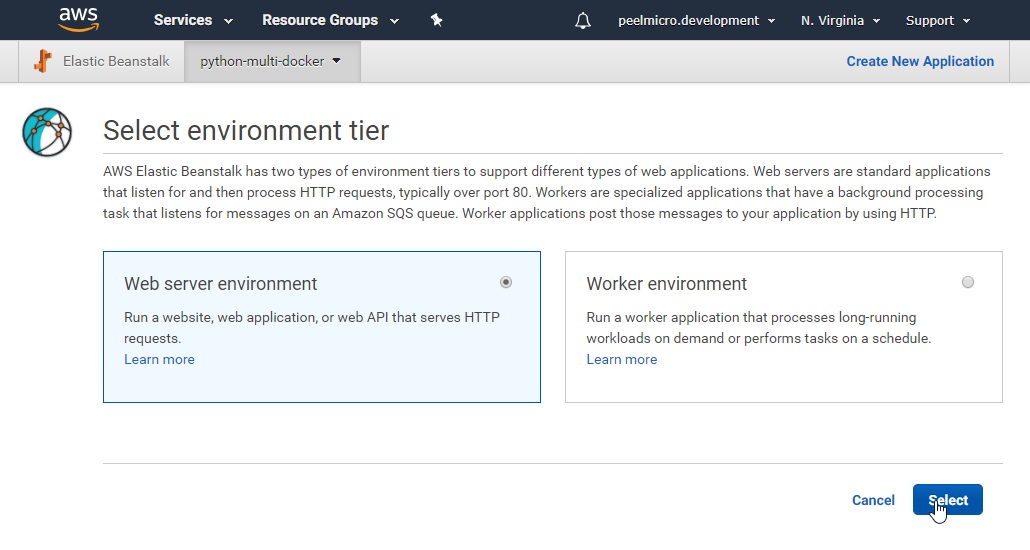 aws Services Resource Groups peelmicro.development N. Virginia Support
Elastic Beanstalk python-multi-docker Create New Application
Select environment tier
AWS Elastic Beanstalk has two types of environment tiers to support different types of web applications. Web servers are standard applications
that listen for and then process HTTP requests, typically over port 80. Workers are specialized applications that have a background processing
task that listens for messages on an Amazon SQS queue. Worker applications post those messages to your application by using HTTP.
Web server environment
Run a website, web application, or web API that serves HTTP
requests.
Learn more
Worker environment
Run a worker application that processes long-running
workloads on demand or performs tasks on a schedule.
Learn more
Cancel Select